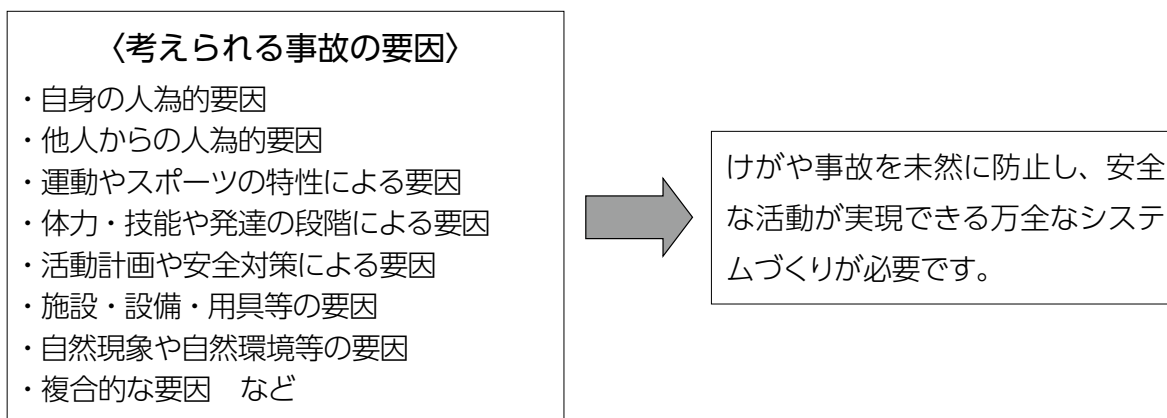 〈考えられる事故の要因〉
・自身の人為的要因
・他人からの人為的要因
・運動やスポーツの特性による要因
・体力・技能や発達の段階による要因
・活動計画や安全対策による要因
・施設・設備・用具等の要因
・自然現象や自然環境等の要因
・複合的な要因　など
けがや事故を未然に防止し、安全
な活動が実現できる万全なシステ
ムづくりが必要です。